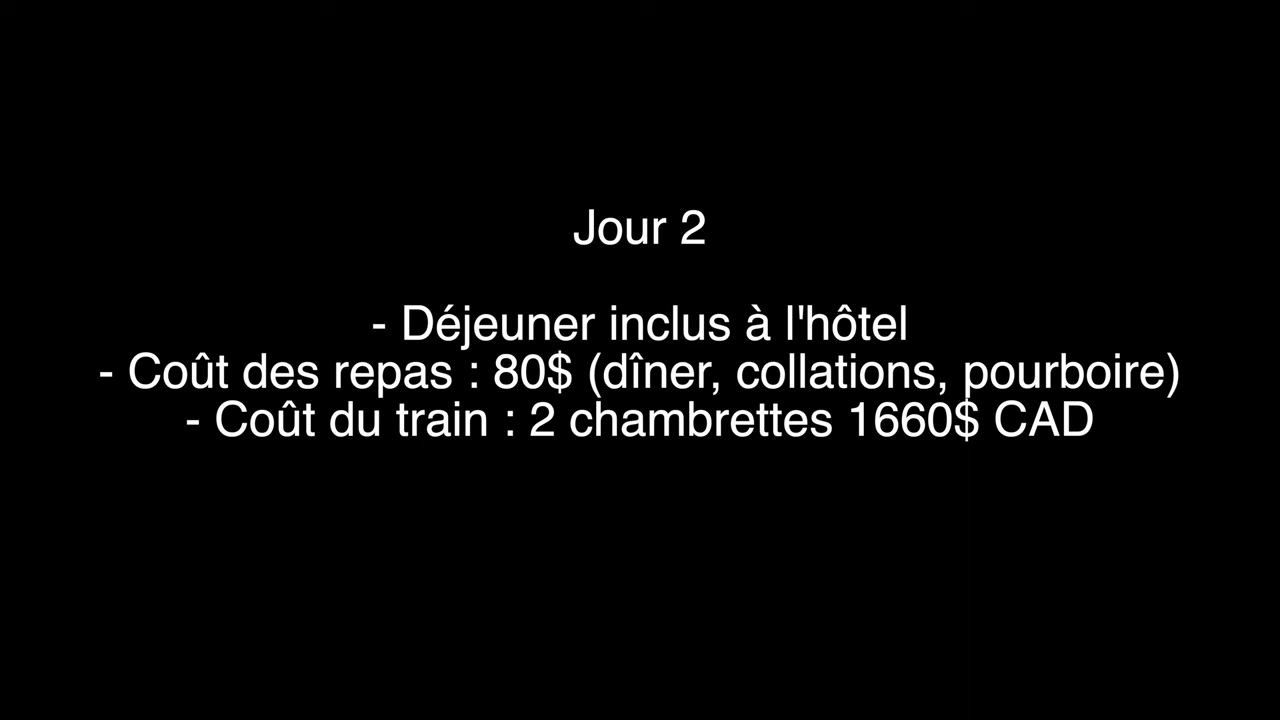 Jour 2
- Déjeuner inclus à l'hôtel
- Coût des repas : 80$ (dîner, collations, pourboire)
- Coût du train : 2 chambrettes 1660$ CAD